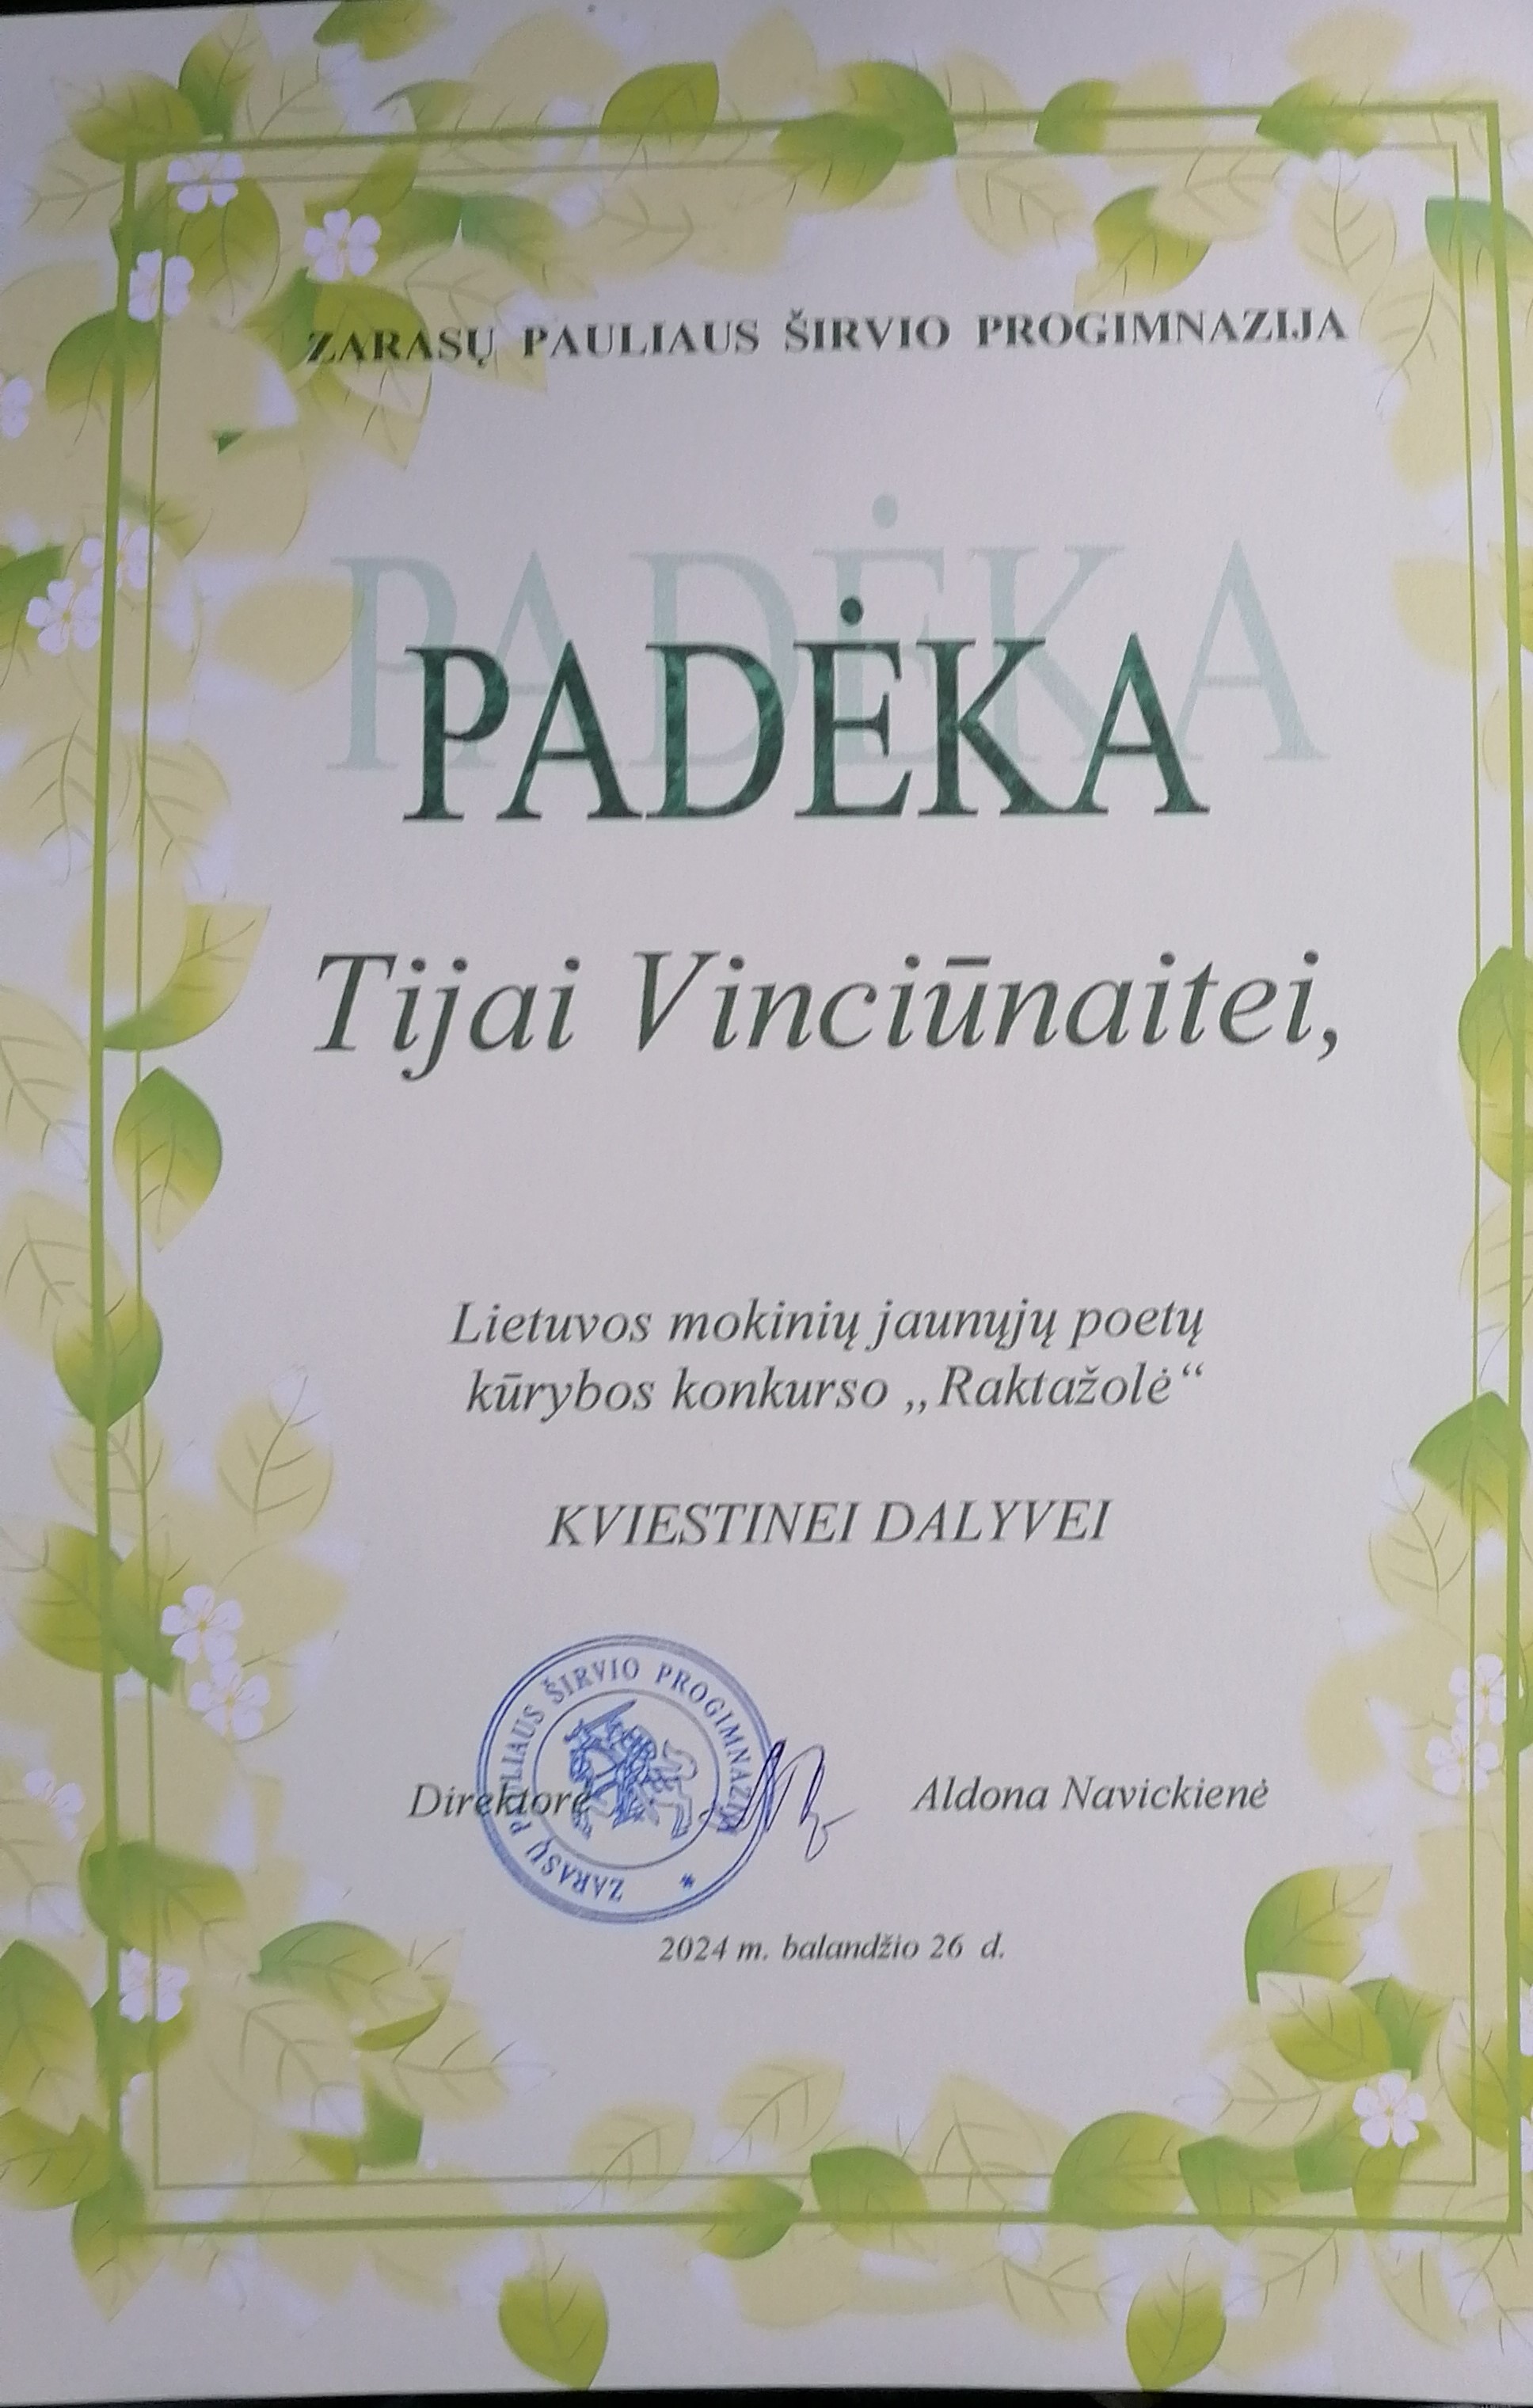 ZARASŲ PAULIAUS ŠIRVIO PROGIMNAZIJA
PADĖKA
PADĖKA
Tijai Vinciūnaitei,
Lietuvos mokinių jaunųjų poetų
kūrybos konkurso „Raktažolė“
KVIESTINEI DALYVEI
Direktorė Aldona Navickienė
ZARASŲ PAULIAUS ŠIRVIO PROGIMNAZIJA *
2024 m. balandžio 26 d.